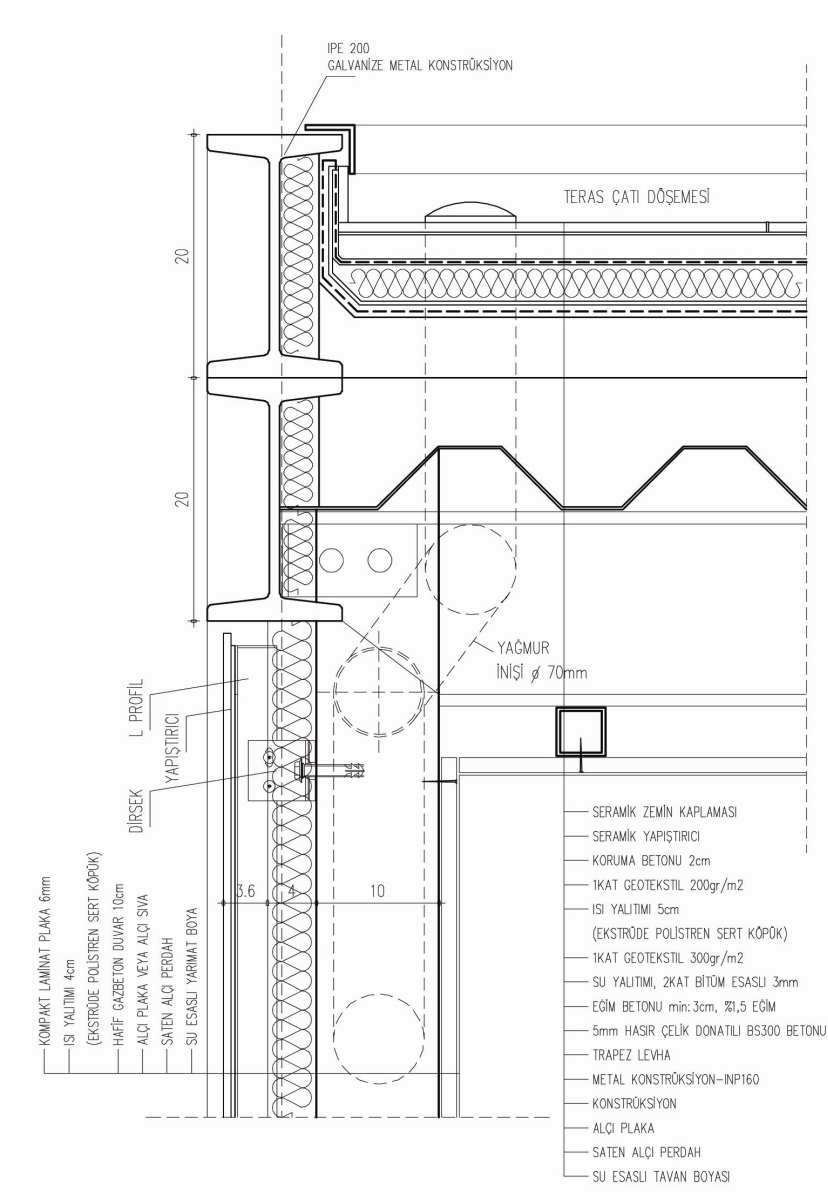 IPE 200
GALVANİZE METAL KONSTRÜKSİYON
TERAS ÇATI DÖŞEMESİ
20
20
YAĞMUR
İNİŞİ ø 70mm
L PROFİL
YAPIŞTIRICI
DİRSEK
3.6
4
10
KOMPAKT LAMİNAT PLAKA 6mm
ISI YALITIMI 4cm
(EKSTRÜDE POLİSTREN SERT KÖPÜK)
HAFİF GAZBETON DUVAR 10cm
ALÇI PLAKA VEYA ALÇI SIVA
SATEN ALÇI PERDAH
SU ESASLI YARIMAT BOYA
SERAMİK ZEMİN KAPLAMASI
SERAMİK YAPIŞTIRICI
KORUMA BETONU 2cm
1KAT GEOTEKSTİL 200gr/m2
ISI YALITIMI 5cm
(EKSTRÜDE POLİSTREN SERT KÖPÜK)
1KAT GEOTEKSTİL 300gr/m2
SU YALITIMI, 2KAT BİTÜM ESASLI 3mm
EĞİM BETONU min: 3cm, %1,5 EĞİM
5mm HASIR ÇELİK DONATILI BS300 BETONU
TRAPEZ LEVHA
METAL KONSTRÜKSİYON-INP160
KONSTRÜKSİYON
ALÇI PLAKA
SATEN ALÇI PERDAH
SU ESASLI TAVAN BOYASI